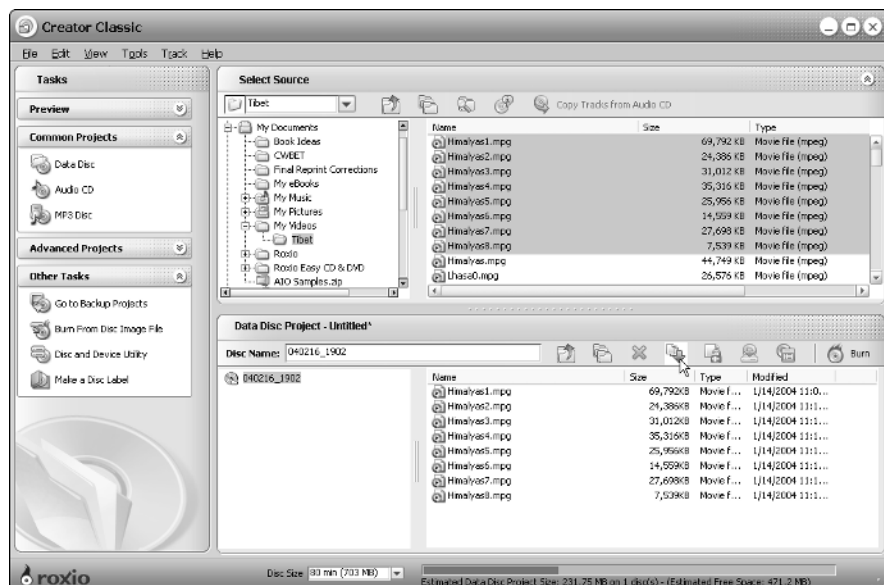 Creator Classic
File Edit View Tools Track Help
Tasks
Preview
Common Projects
Data Disc
Audio CD
MP3 Disc
Advanced Projects
Other Tasks
Go to Backup Projects
Burn From Disc Image File
Disc and Device Utility
Make a Disc Label
Select Source
Tibet
Copy Tracks from Audio CD
My Documents
Book Ideas
CWBET
Final Reprint Corrections
My eBooks
My Music
My Pictures
My Videos
Tibet
Roxio
Roxio Easy CD & DVD
AIO Samples.zip
Name Size Type
Himalyas1.mpg 69,792 KB Movie file (mpeg)
Himalyas2.mpg 24,386 KB Movie file (mpeg)
Himalyas3.mpg 31,012 KB Movie file (mpeg)
Himalyas4.mpg 35,316 KB Movie file (mpeg)
Himalyas5.mpg 25,956 KB Movie file (mpeg)
Himalyas6.mpg 14,559 KB Movie file (mpeg)
Himalyas7.mpg 27,698 KB Movie file (mpeg)
Himalyas8.mpg 7,539 KB Movie file (mpeg)
Himalyas.mpg 44,749 KB Movie file (mpeg)
Lhasa0.mpg 26,576 KB Movie file (mpeg)
Data Disc Project - Untitled*
Disc Name: 040216_1902
Burn
040216_1902
Name Size Type Modified
Himalyas1.mpg 69,792KB Movie f... 1/14/2004 11:0...
Himalyas2.mpg 24,386KB Movie f... 1/14/2004 11:1...
Himalyas3.mpg 31,012KB Movie f... 1/14/2004 11:1...
Himalyas4.mpg 35,316KB Movie f... 1/14/2004 11:1...
Himalyas5.mpg 25,956KB Movie f... 1/14/2004 11:1...
Himalyas6.mpg 14,559KB Movie f... 1/14/2004 11:1...
Himalyas7.mpg 27,698KB Movie f... 1/14/2004 11:1...
Himalyas8.mpg 7,539KB Movie f... 1/14/2004 11:1...
roxio
Disc Size 80 min (703 MB)
Estimated Data Disc Project Size: 231.75 MB on 1 disc(s) - (Estimated Free Space: 471.2 MB)